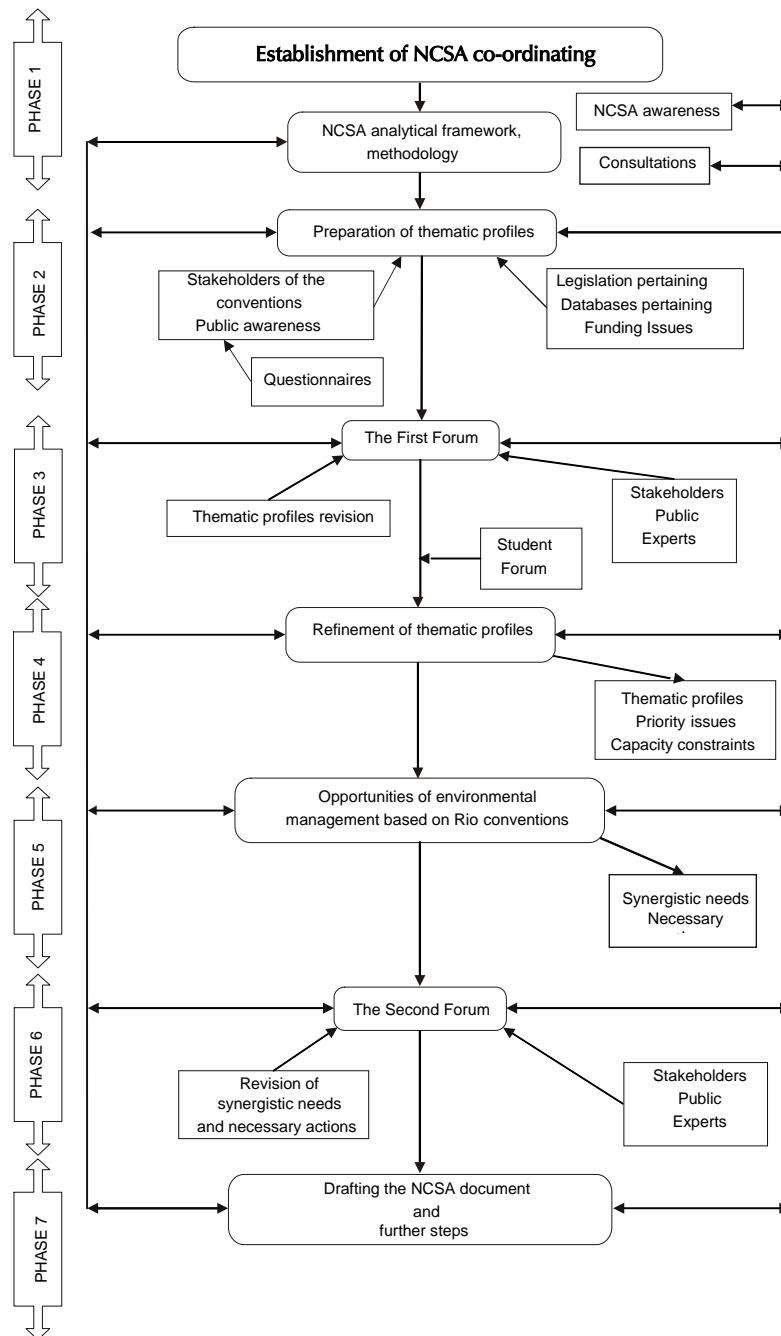 Establishment of NCSA co-ordinating
PHASE 1
NCSA awareness
NCSA analytical framework,
methodology
Consultations
PHASE 2
Preparation of thematic profiles
Stakeholders of the
conventions
Public awareness
Legislation pertaining
Databases pertaining
Funding Issues
Questionnaires
PHASE 3
The First Forum
Thematic profiles revision
Stakeholders
Public
Experts
Student
Forum
PHASE 4
Refinement of thematic profiles
Thematic profiles
Priority issues
Capacity constraints
PHASE 5
Opportunities of environmental
management based on Rio conventions
Synergistic needs
Necessary
PHASE 6
The Second Forum
Revision of
synergistic needs
and necessary actions
Stakeholders
Public
Experts
PHASE 7
Drafting the NCSA document
and
further steps